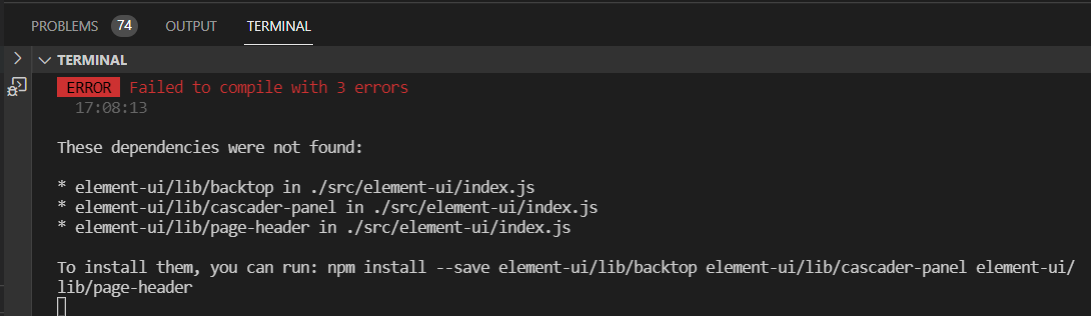 PROBLEMS 74 OUTPUT TERMINAL
TERMINAL
ERROR Failed to compile with 3 errors
17:08:13
These dependencies were not found:
* element-ui/lib/backtop in ./src/element-ui/index.js
* element-ui/lib/cascader-panel in ./src/element-ui/index.js
* element-ui/lib/page-header in ./src/element-ui/index.js
To install them, you can run: npm install --save element-ui/lib/backtop element-ui/lib/cascader-panel element-ui/
lib/page-header